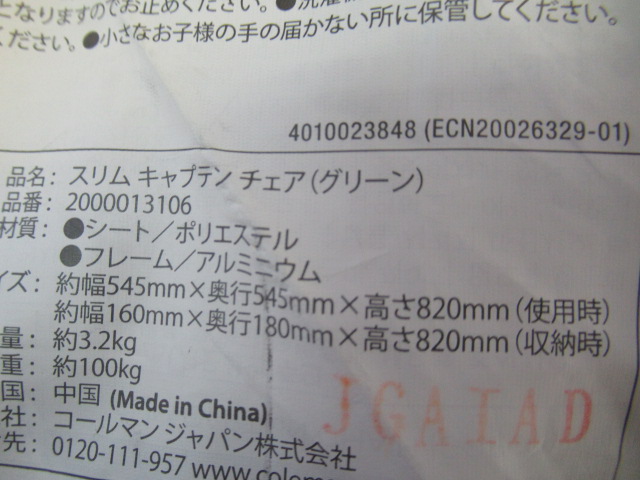 となりますのでお止めください。●洗濯
ください。●小さなお子様の手の届かない所に保管してください。
4010023848 (ECN20026329-01)
品名: スリム キャプテン チェア(グリーン)
品番: 2000013106
材質: ●シート/ポリエステル
●フレーム/アルミニウム
イズ: 約幅545mm×奥行545mm×高さ820mm(使用時)
約幅160mm×奥行180mm×高さ820mm(収納時)
量: 約3.2kg
重: 約100kg
国: 中国 (Made in China)
社: コールマン ジャパン株式会社
先: 0120-111-957 www.colem
JGAIAD